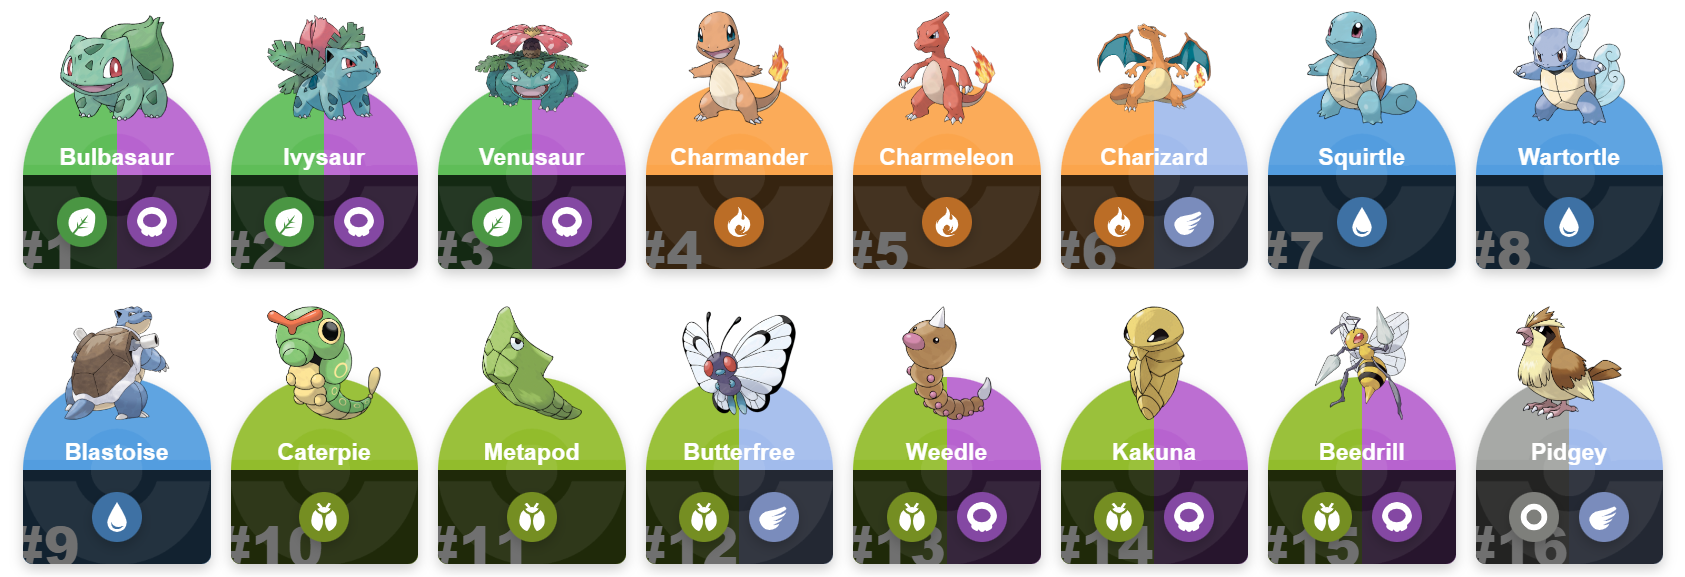 Bulbasaur
#1
Ivysaur
#2
Venusaur
#3
Charmander
#4
Charmeleon
#5
Charizard
#6
Squirtle
#7
Wartortle
#8
Blastoise
#9
Caterpie
#10
Metapod
#11
Butterfree
#12
Weedle
#13
Kakuna
#14
Beedrill
#15
Pidgey
#16